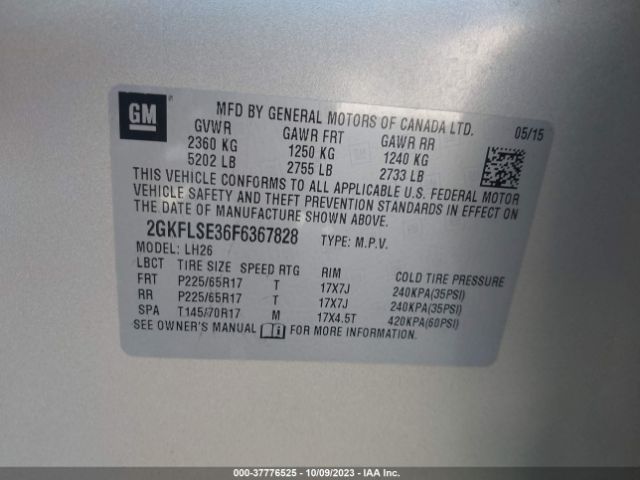 GM
MFD BY GENERAL MOTORS OF CANADA LTD. 05/15
GVWR GAWR FRT GAWR RR
2360 KG 1250 KG 1240 KG
5202 LB 2755 LB 2733 LB
THIS VEHICLE CONFORMS TO ALL APPLICABLE U.S. FEDERAL MOTOR
VEHICLE SAFETY AND THEFT PREVENTION STANDARDS IN EFFECT ON
THE DATE OF MANUFACTURE SHOWN ABOVE.
2GKFLSE36F6367828 TYPE: M.P.V.
MODEL: LH26
LBCT TIRE SIZE SPEED RTG RIM COLD TIRE PRESSURE
FRT P225/65R17 T 17X7J 240KPA(35PSI)
RR P225/65R17 T 17X7J 240KPA(35PSI)
SPA T145/70R17 M 17X4.5T 420KPA(60PSI)
SEE OWNER'S MANUAL FOR MORE INFORMATION.
000-37776525 - 10/09/2023 - IAA Inc.